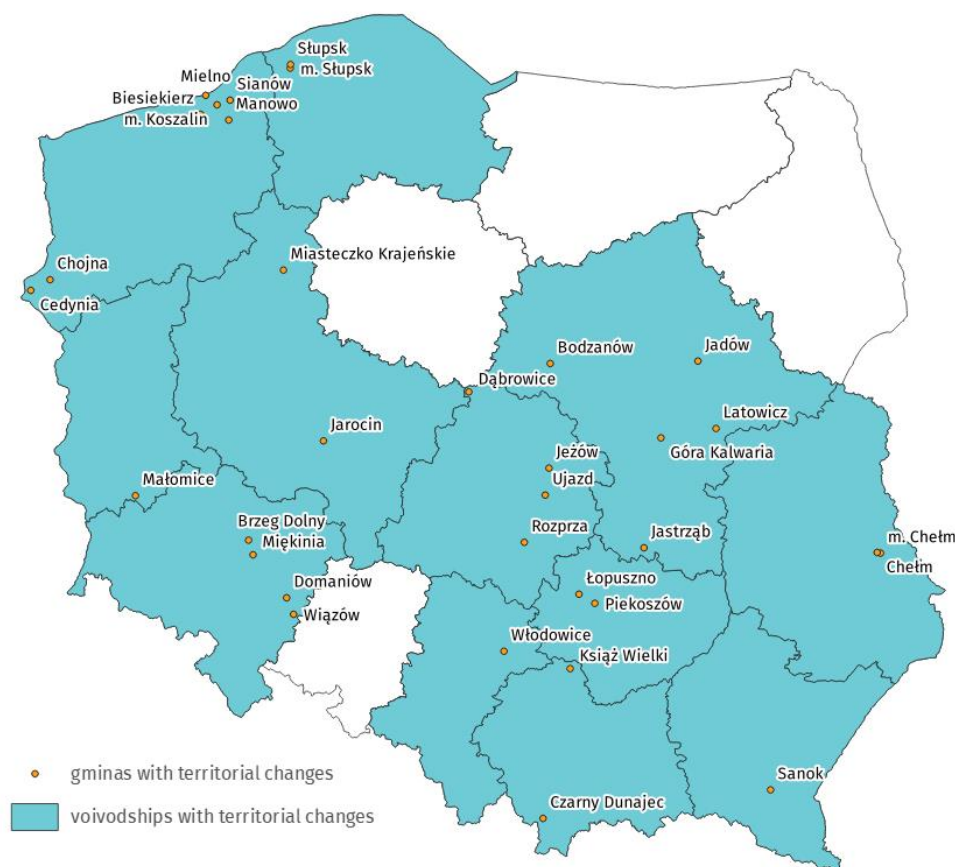 Słupsk
m. Słupsk
Mielno
Sianów
Biesiekierz
Manowo
m. Koszalin
Chojna
Cedynia
Miasteczko Krajeńskie
Bodzanów
Jadów
Dąbrowice
Latowicz
Jarocin
Góra Kalwaria
Jeżów
Ujazd
Małomice
Brzeg Dolny
Miękinia
Rozprza
Jastrząb
m. Chełm
Chełm
Domaniów
Wiązów
Łopuszno
Piekoszów
Włodowice
Książ Wielki
Sanok
Czarny Dunajec
gminas with territorial changes
voivodships with territorial changes